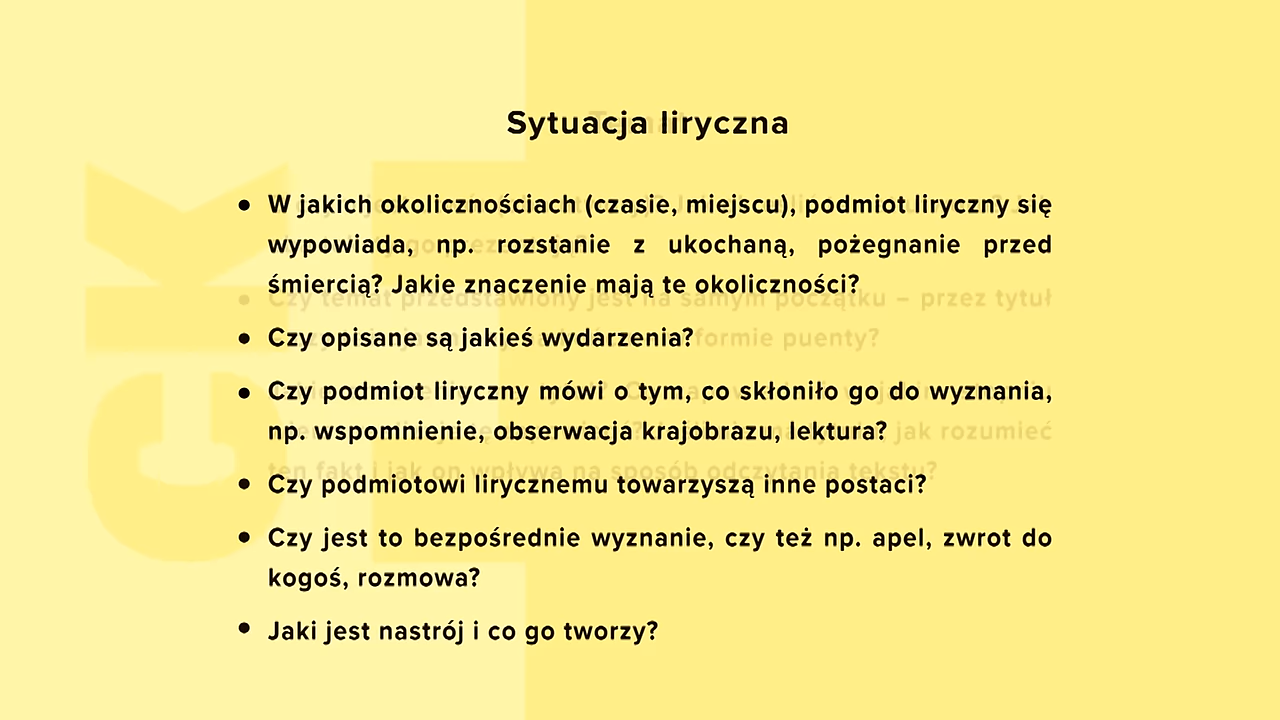 Sytuacja liryczna
• W jakich okolicznościach (czasie, miejscu), podmiot liryczny się
wypowiada, np. rozstanie z ukochaną, pożegnanie przed
śmiercią? Jakie znaczenie mają te okoliczności?
• Czy opisane są jakieś wydarzenia?
• Czy podmiot liryczny mówi o tym, co skłoniło go do wyznania,
np. wspomnienie, obserwacja krajobrazu, lektura?
• Czy podmiotowi lirycznemu towarzyszą inne postaci?
• Czy jest to bezpośrednie wyznanie, czy też np. apel, zwrot do
kogoś, rozmowa?
• Jaki jest nastrój i co go tworzy?